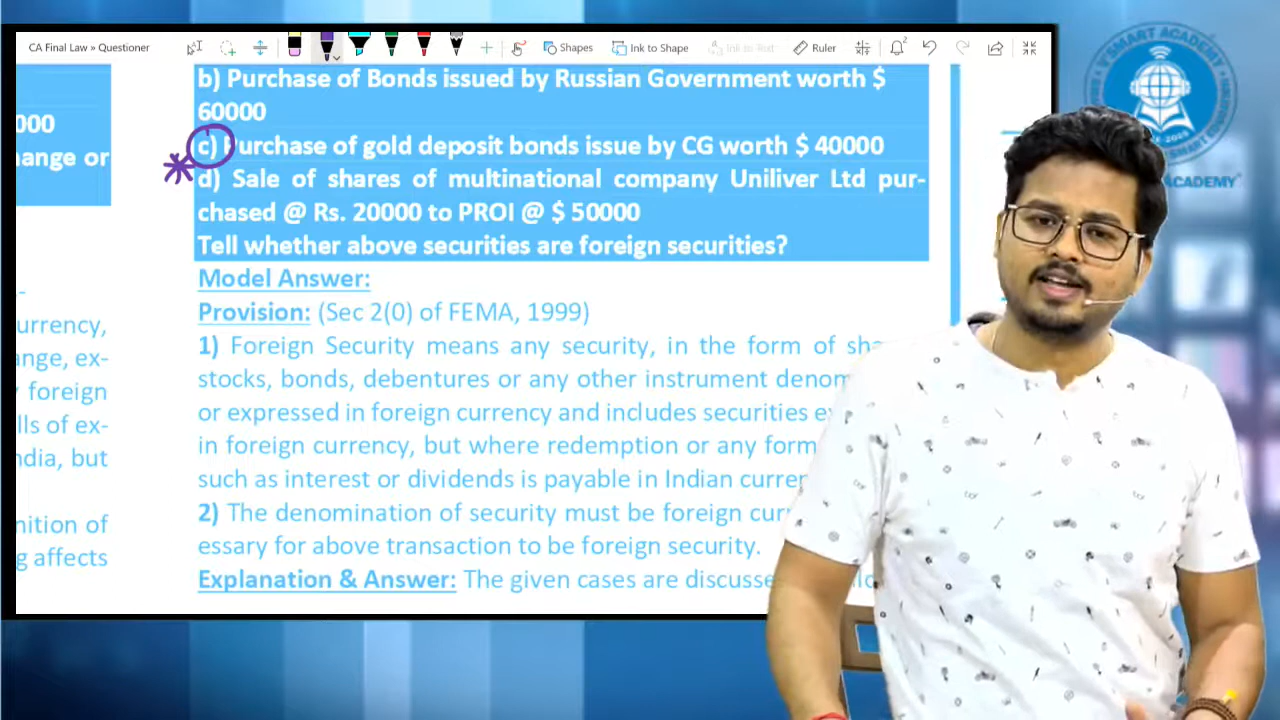 CA Final Law » Questioner
Shapes
Ink to Shape
Ink to Text
Ruler
000
ange or
b) Purchase of Bonds issued by Russian Government worth $
60000
c) Purchase of gold deposit bonds issue by CG worth $ 40000
d) Sale of shares of multinational company Uniliver Ltd pur-
chased @ Rs. 20000 to PROI @ $ 50000
Tell whether above securities are foreign securities?
Model Answer:
Provision: (Sec 2(0) of FEMA, 1999)
1) Foreign Security means any security, in the form of sha
stocks, bonds, debentures or any other instrument denom
or expressed in foreign currency and includes securities e
in foreign currency, but where redemption or any form
such as interest or dividends is payable in Indian curre
2) The denomination of security must be foreign cur
essary for above transaction to be foreign security.
Explanation & Answer: The given cases are discusse
urrency,
nge, ex-
foreign
lls of ex-
ndia, but
nition of
g affects
V'SMART ACADEMY
ACADEMY